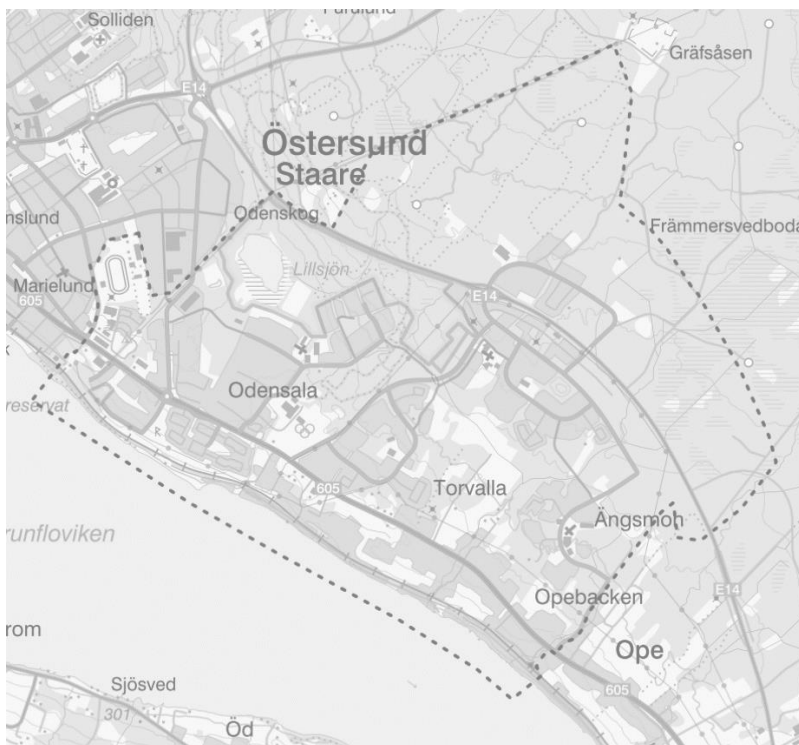 Solliden
Gräfsåsen
E14
Östersund
Staare
Odenskog
Främmersvedboda
Lillsjön
Marielund
605
E14
Odensala
reservat
605
Torvalla
Ängsmon
runfloviken
E14
Opebacken
rom
Ope
Sjösved
605
301
Öd